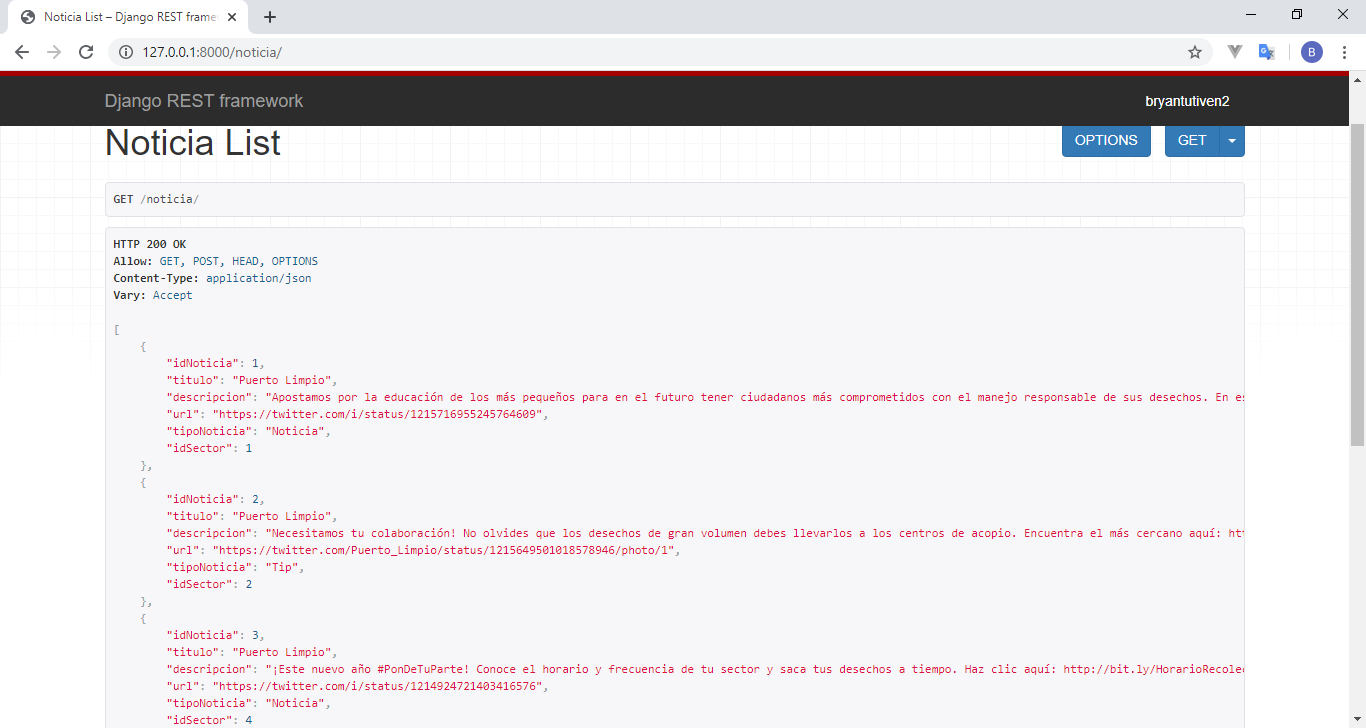 Noticia List – Django REST frame
127.0.0.1:8000/noticia/
B
Django REST framework
bryantutiven2
Noticia List
OPTIONS
GET
GET /noticia/
HTTP 200 OK
Allow: GET, POST, HEAD, OPTIONS
Content-Type: application/json
Vary: Accept
[
{
"idNoticia": 1,
"titulo": "Puerto Limpio",
"descripcion": "Apostamos por la educación de los más pequeños para en el futuro tener ciudadanos más comprometidos con el manejo responsable de sus desechos. En es
"url": "https://twitter.com/i/status/1215716955245764609",
"tipoNoticia": "Noticia",
"idSector": 1
},
{
"idNoticia": 2,
"titulo": "Puerto Limpio",
"descripcion": "Necesitamos tu colaboración! No olvides que los desechos de gran volumen debes llevarlos a los centros de acopio. Encuentra el más cercano aquí: htt
"url": "https://twitter.com/Puerto_Limpio/status/1215649501018578946/photo/1",
"tipoNoticia": "Tip",
"idSector": 2
},
{
"idNoticia": 3,
"titulo": "Puerto Limpio",
"descripcion": "¡Este nuevo año #PonDeTuParte! Conoce el horario y frecuencia de tu sector y saca tus desechos a tiempo. Haz clic aquí: http://bit.ly/HorarioRecolec
"url": "https://twitter.com/i/status/1214924721403416576",
"tipoNoticia": "Noticia",
"idSector": 4